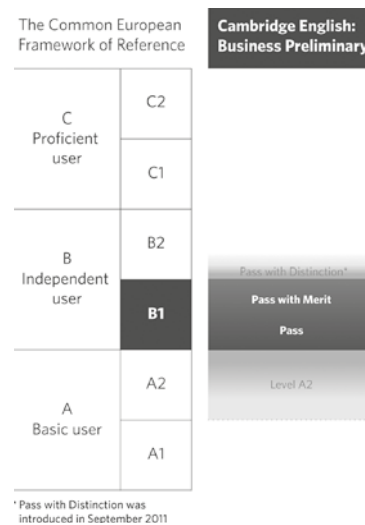 The Common European
Framework of Reference
Cambridge English:
Business Preliminary
C
Proficient
user
C2
C1
B
Independent
user
B2
B1
A
Basic user
A2
A1
Pass with Distinction*
Pass with Merit
Pass
Level A2
* Pass with Distinction was
introduced in September 2011